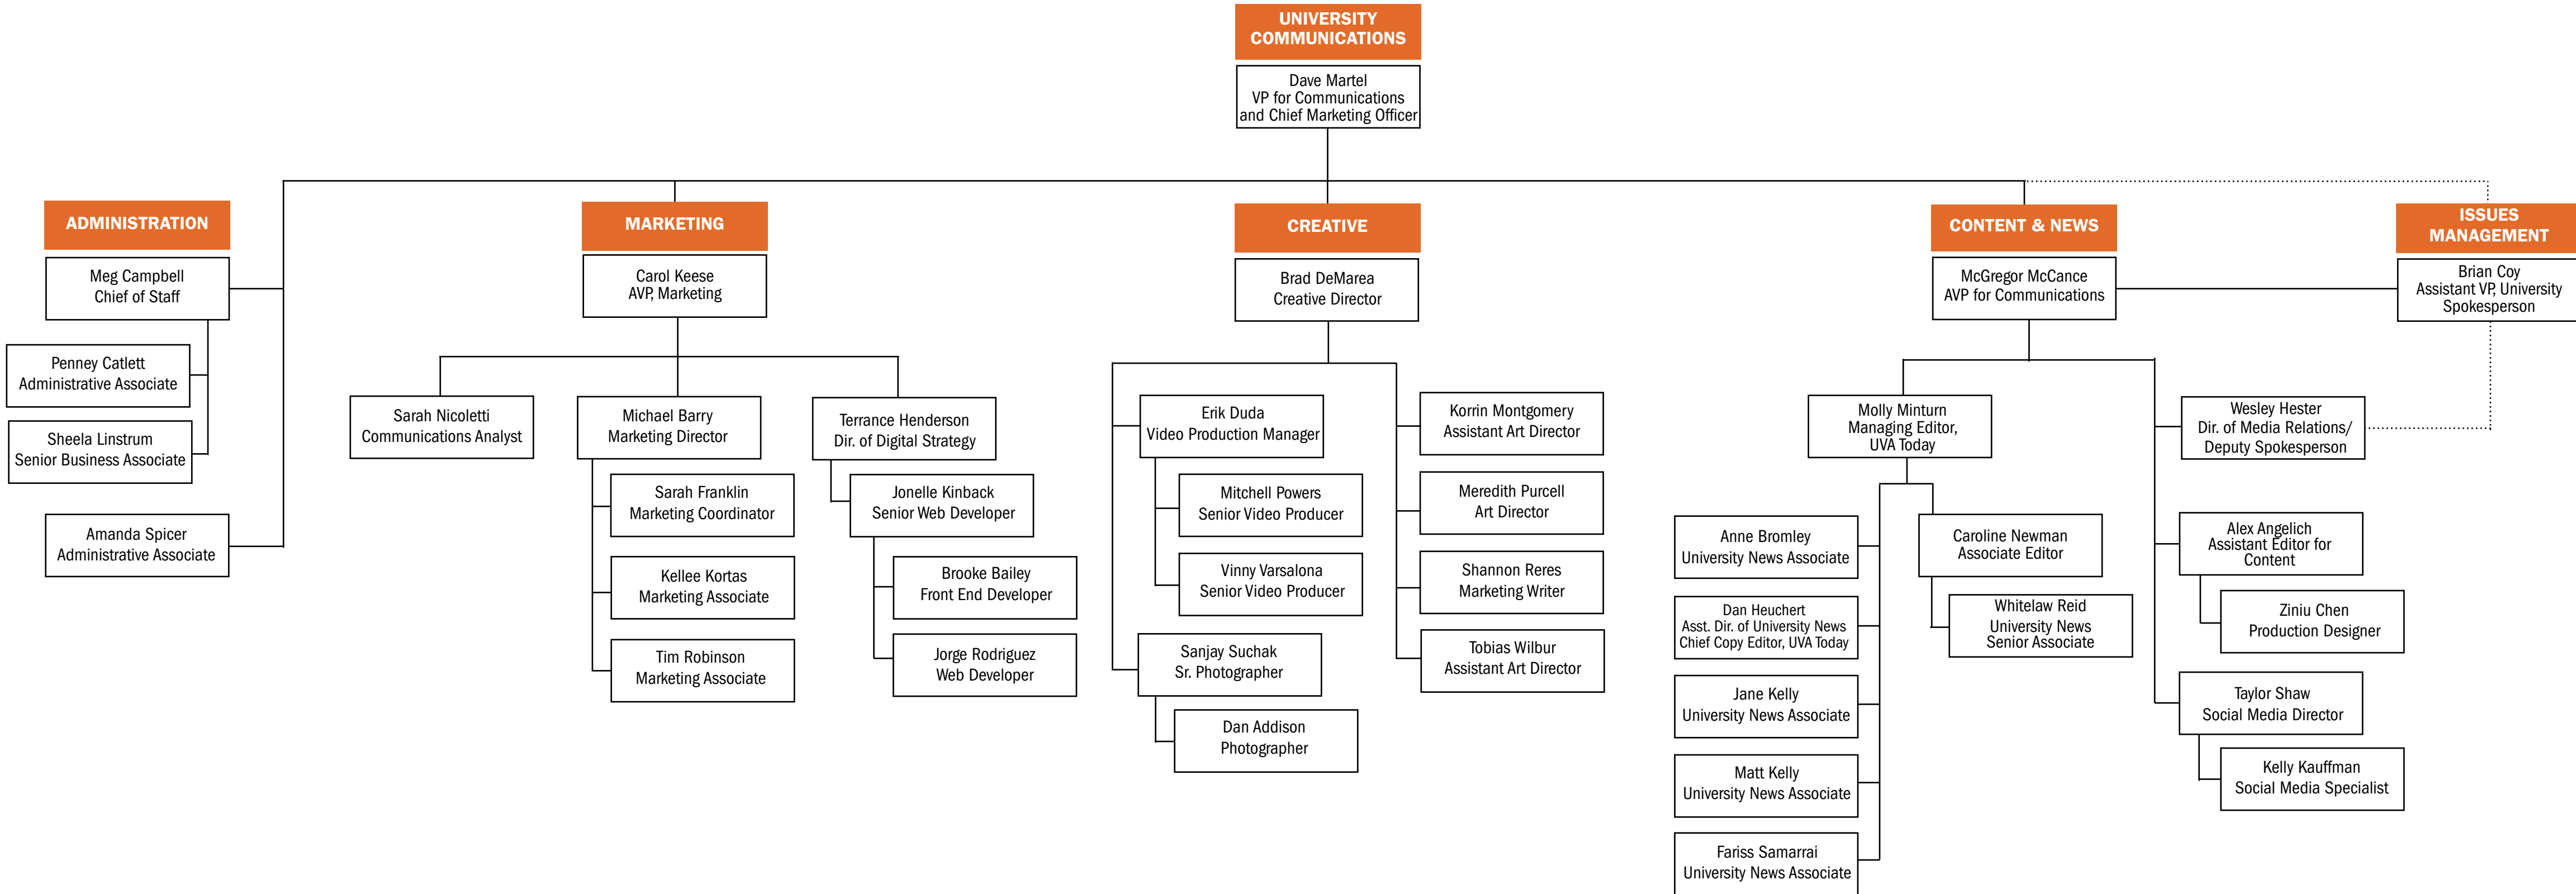 UNIVERSITY
COMMUNICATIONS
Dave Martel
VP for Communications
and Chief Marketing Officer
ADMINISTRATION
Meg Campbell
Chief of Staff
Penney Catlett
Administrative Associate
Sheela Linstrum
Senior Business Associate
Amanda Spicer
Administrative Associate
MARKETING
Carol Keese
AVP, Marketing
Sarah Nicoletti
Communications Analyst
Michael Barry
Marketing Director
Sarah Franklin
Marketing Coordinator
Kellee Kortas
Marketing Associate
Tim Robinson
Marketing Associate
Terrance Henderson
Dir. of Digital Strategy
Jonelle Kinback
Senior Web Developer
Brooke Bailey
Front End Developer
Jorge Rodriguez
Web Developer
CREATIVE
Brad DeMarea
Creative Director
Erik Duda
Video Production Manager
Mitchell Powers
Senior Video Producer
Vinny Varsalona
Senior Video Producer
Sanjay Suchak
Sr. Photographer
Dan Addison
Photographer
Korrin Montgomery
Assistant Art Director
Meredith Purcell
Art Director
Shannon Reres
Marketing Writer
Tobias Wilbur
Assistant Art Director
CONTENT & NEWS
McGregor McCance
AVP for Communications
Molly Minturn
Managing Editor,
UVA Today
Anne Bromley
University News Associate
Dan Heuchert
Asst. Dir. of University News
Chief Copy Editor, UVA Today
Jane Kelly
University News Associate
Matt Kelly
University News Associate
Fariss Samarrai
University News Associate
Caroline Newman
Associate Editor
Whitelaw Reid
University News
Senior Associate
Wesley Hester
Dir. of Media Relations/
Deputy Spokesperson
Alex Angelich
Assistant Editor for
Content
Ziniu Chen
Production Designer
Taylor Shaw
Social Media Director
Kelly Kauffman
Social Media Specialist
ISSUES
MANAGEMENT
Brian Coy
Assistant VP, University
Spokesperson